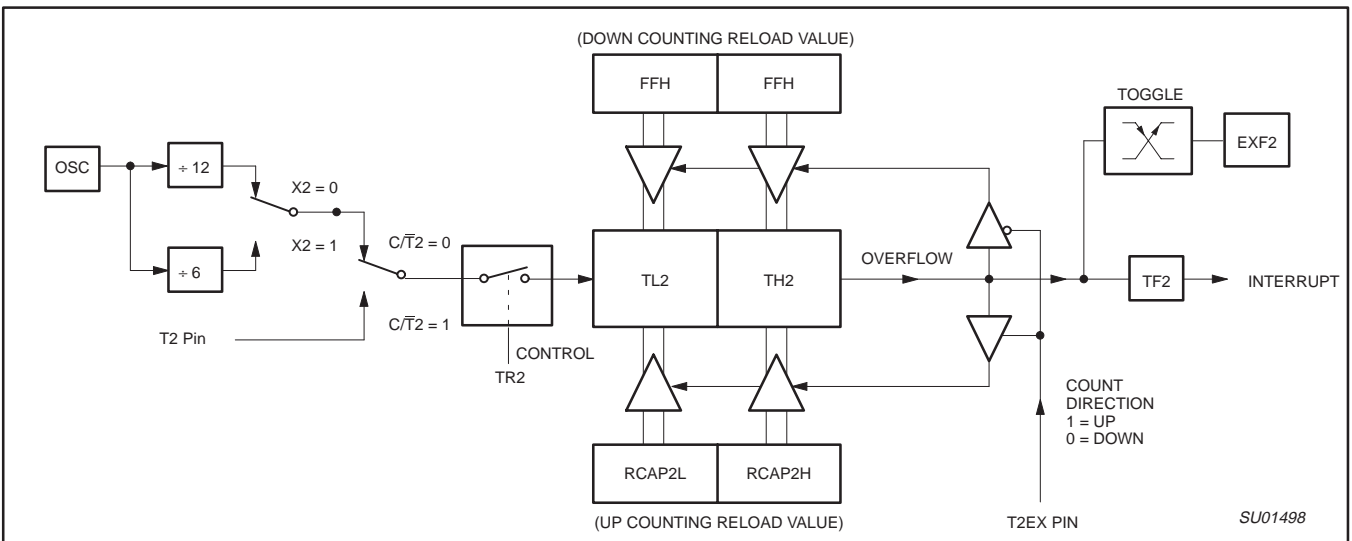 (DOWN COUNTING RELOAD VALUE)
FFH
FFH
TOGGLE
OSC
÷ 12
EXF2
X2 = 0
X2 = 1
C/T̅2 = 0
÷ 6
TL2
TH2
OVERFLOW
TF2
INTERRUPT
T2 Pin
C/T̅2 = 1
CONTROL
TR2
COUNT
DIRECTION
1 = UP
0 = DOWN
RCAP2L
RCAP2H
(UP COUNTING RELOAD VALUE)
T2EX PIN
SU01498